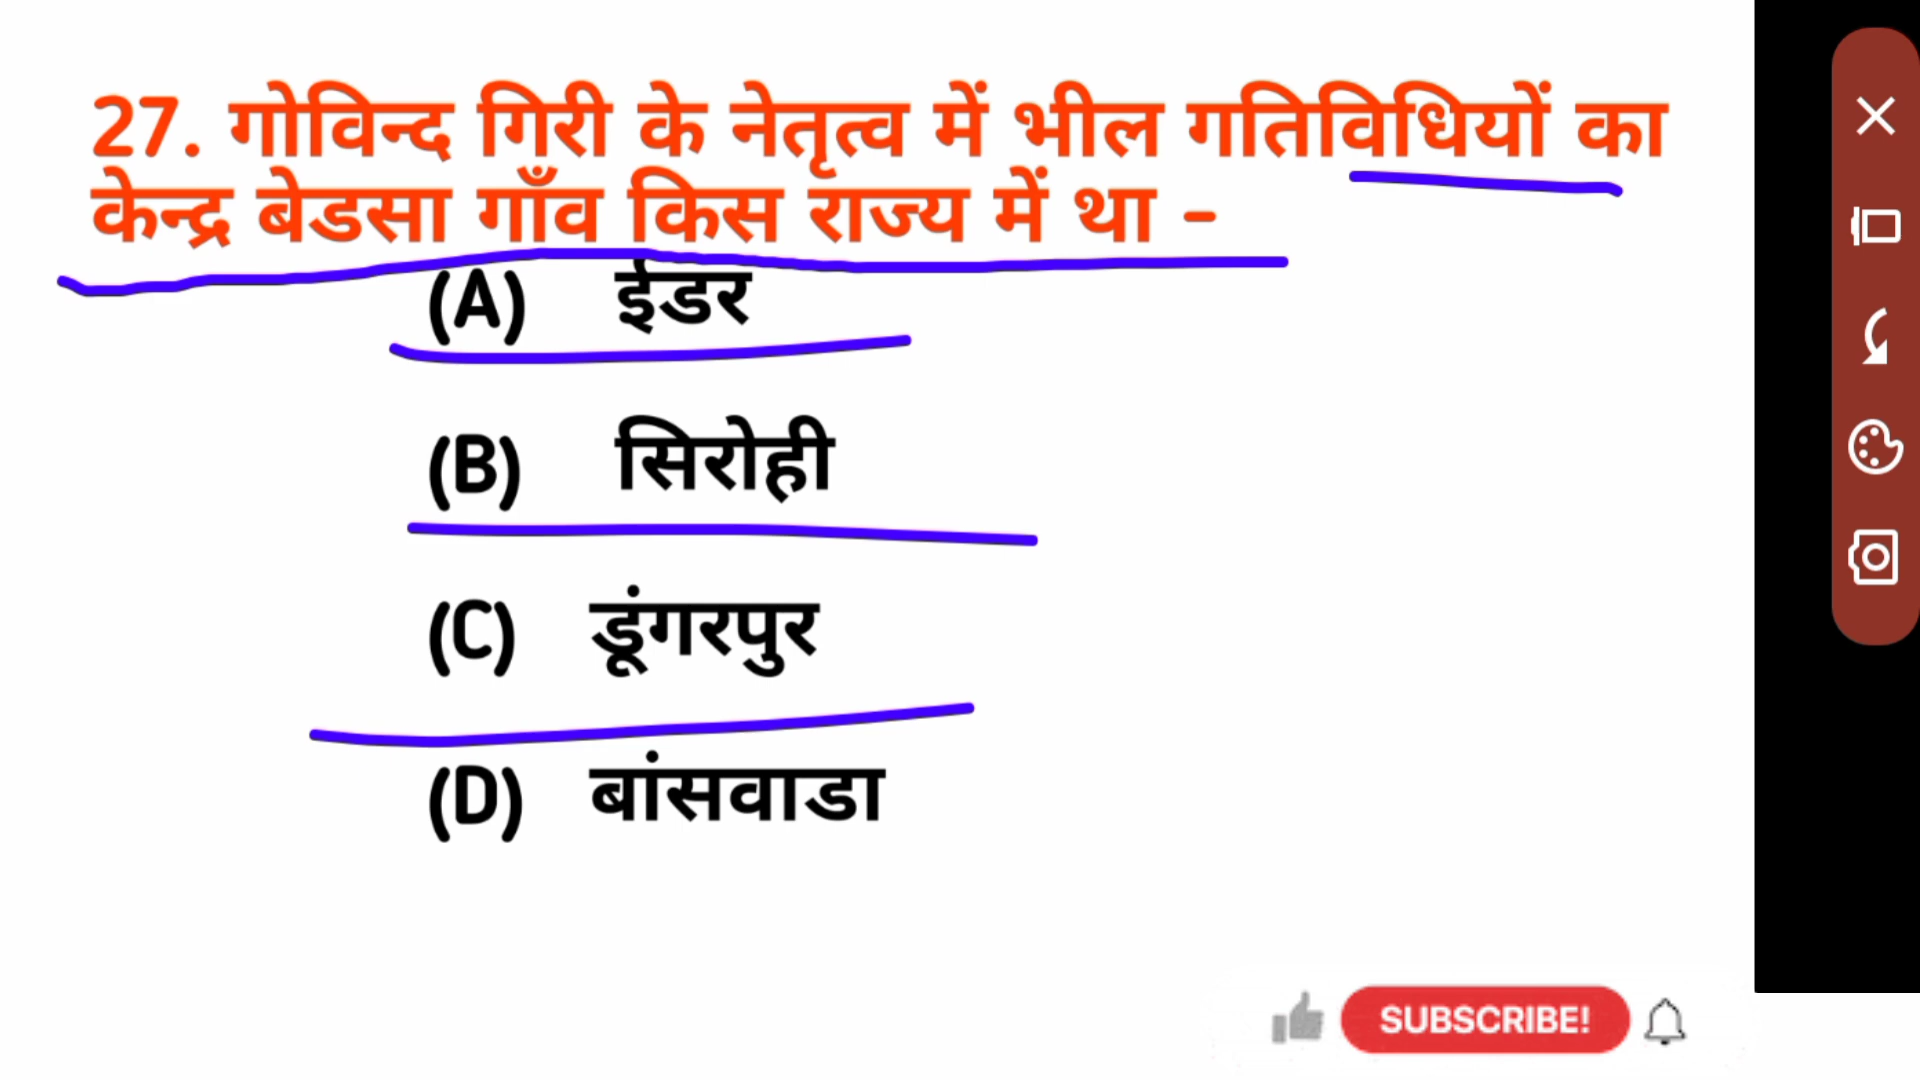 27. गोविन्द गिरी के नेतृत्व में भील गतिविधियों का
केन्द्र बेडसा गाँव किस राज्य में था -
(A) ईडर
(B) सिरोही
(C) डूंगरपुर
(D) बांसवाडा
SUBSCRIBE!